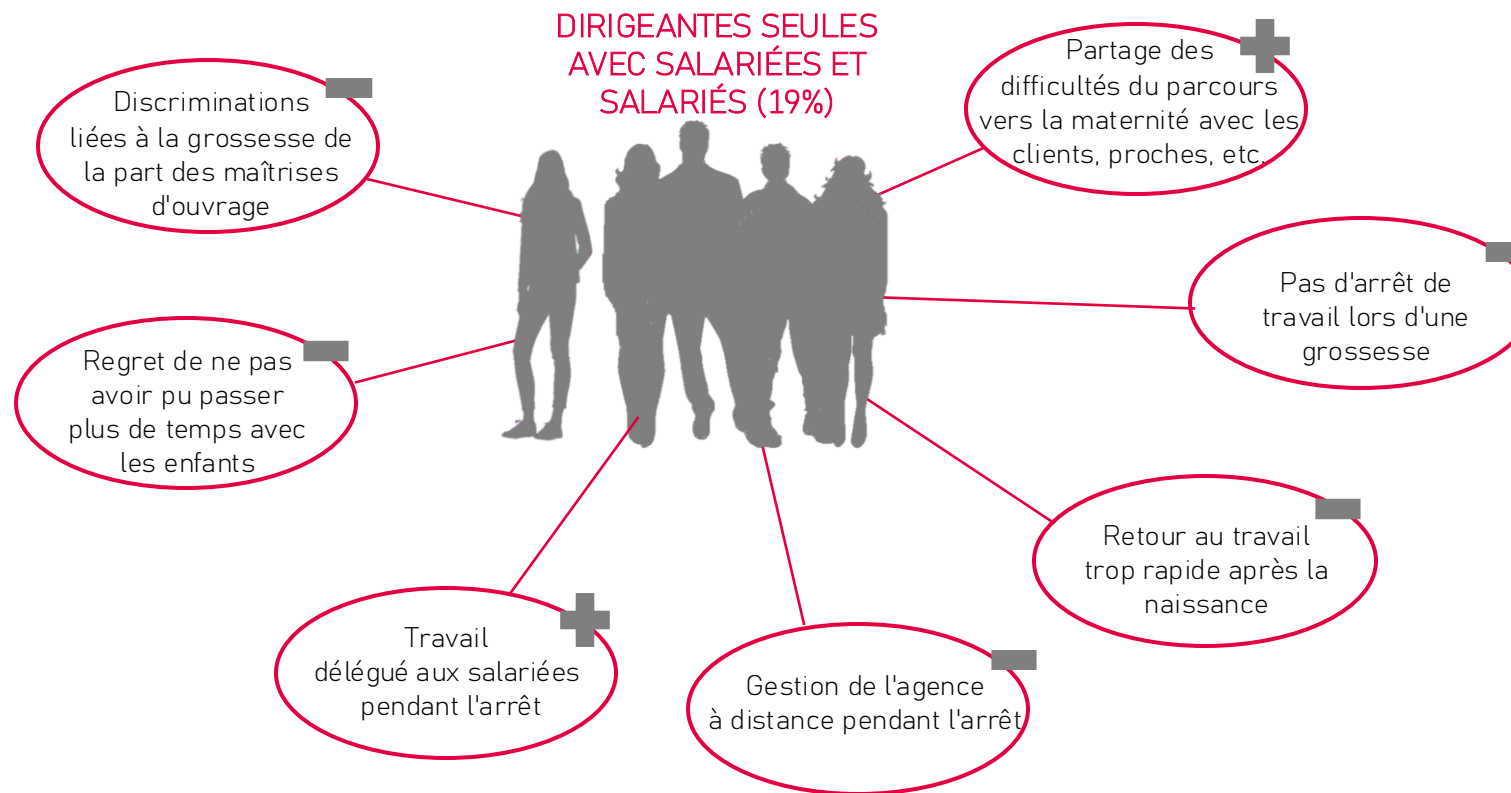 DIRIGEANTES SEULES
AVEC SALARIÉES ET
SALARIÉS (19%)
Discriminations
liées à la grossesse de
la part des maîtrises
d'ouvrage
Partage des
difficultés du parcours
vers la maternité avec les
clients, proches, etc.
Pas d'arrêt de
travail lors d'une
grossesse
Regret de ne pas
avoir pu passer
plus de temps avec
les enfants
Retour au travail
trop rapide après la
naissance
Travail
délégué aux salariées
pendant l'arrêt
Gestion de l'agence
à distance pendant l'arrêt